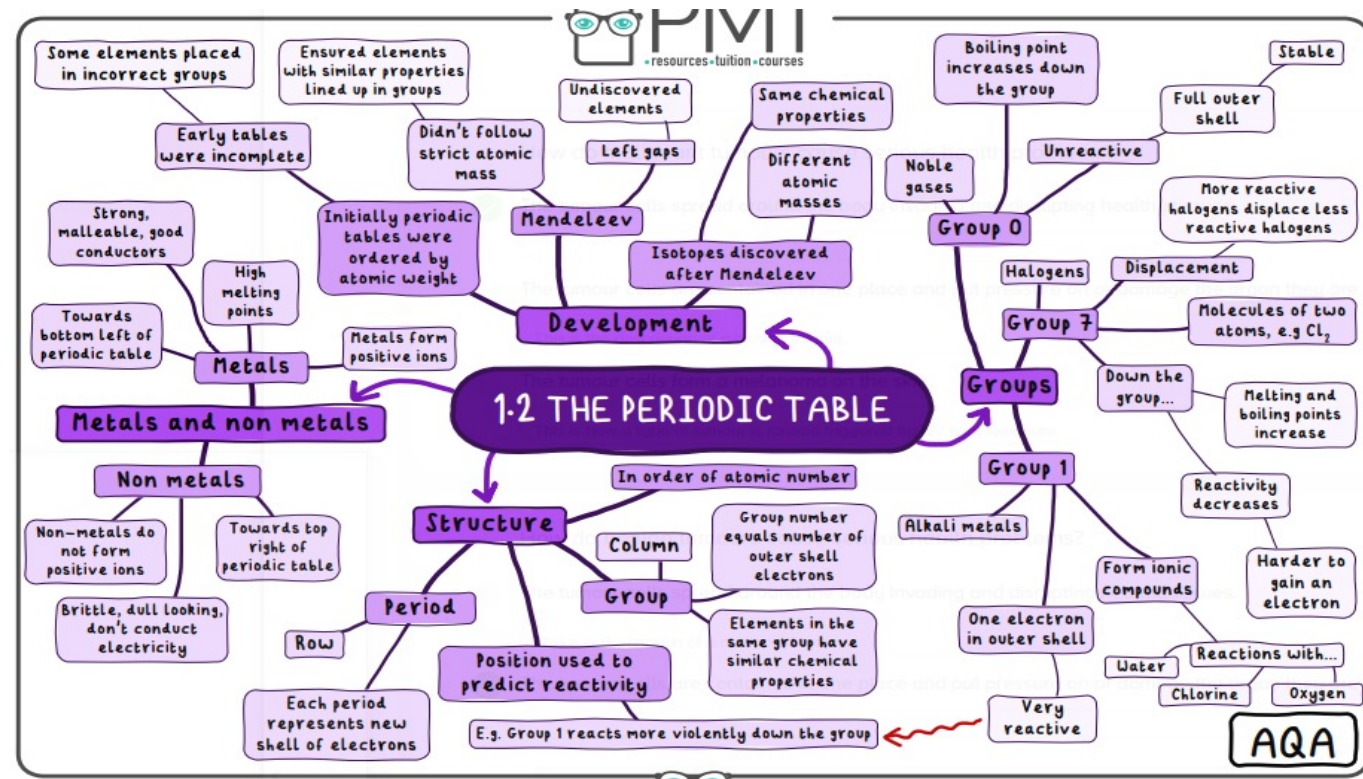 PMT
resources·tuition·courses
Some elements placed
in incorrect groups
Early tables
were incomplete
Initially periodic
tables were
ordered by
atomic weight
Ensured elements
with similar properties
lined up in groups
Didn't follow
strict atomic
mass
Undiscovered
elements
Left gaps
Mendeleev
Same chemical
properties
Different
atomic
masses
Isotopes discovered
after Mendeleev
Development
1.2 THE PERIODIC TABLE
Strong,
malleable, good
conductors
High
melting
points
Towards
bottom left of
periodic table
Metals form
positive ions
Metals
Metals and non metals
Non metals
Non-metals do
not form
positive ions
Towards top
right of
periodic table
Brittle, dull looking,
don't conduct
electricity
Structure
In order of atomic number
Column
Group number
equals number of
outer shell
electrons
Group
Elements in the
same group have
similar chemical
properties
Period
Row
Each period
represents new
shell of electrons
Position used to
predict reactivity
E.g. Group 1 reacts more violently down the group
Groups
Group 0
Noble
gases
Boiling point
increases down
the group
Unreactive
Full outer
shell
Stable
Group 7
Halogens
Displacement
More reactive
halogens displace less
reactive halogens
Molecules of two
atoms, e.g Cl₂
Down the
group...
Melting and
boiling points
increase
Reactivity
decreases
Harder to
gain an
electron
Group 1
Alkali metals
One electron
in outer shell
Very
reactive
Form ionic
compounds
Reactions with...
Water
Chlorine
Oxygen
AQA